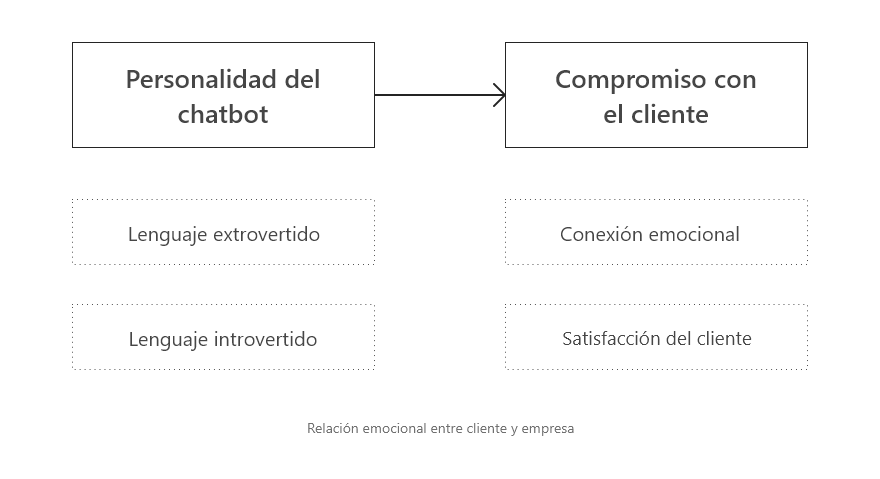 Personalidad del
chatbot
Compromiso con
el cliente
Lenguaje extrovertido
Conexión emocional
Lenguaje introvertido
Satisfacción del cliente
Relación emocional entre cliente y empresa